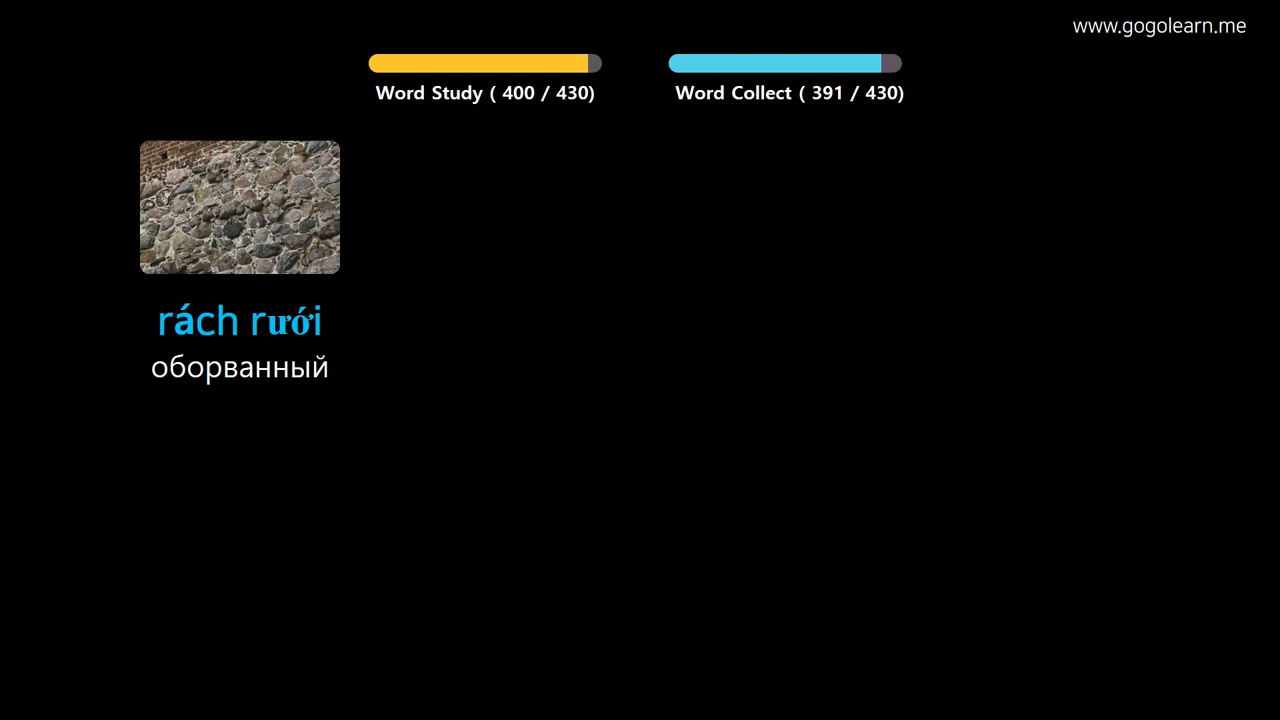 www.gogolearn.me
Word Study ( 400 / 430)
Word Collect ( 391 / 430)
rách rưới
оборванный